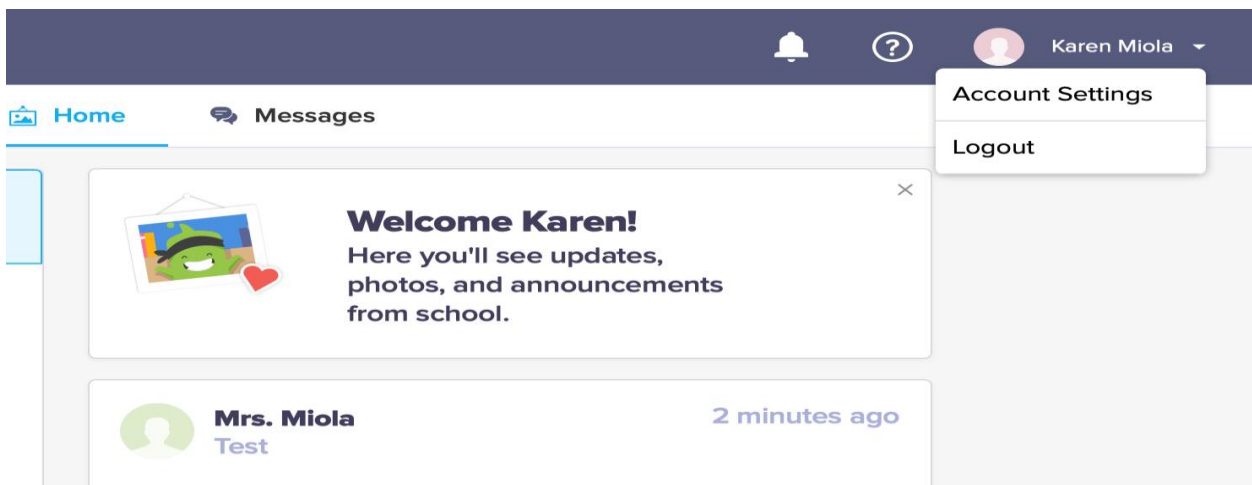 Karen Miola
Account Settings
Home
Messages
Logout
Welcome Karen!
Here you'll see updates,
photos, and announcements
from school.
Mrs. Miola
2 minutes ago
Test